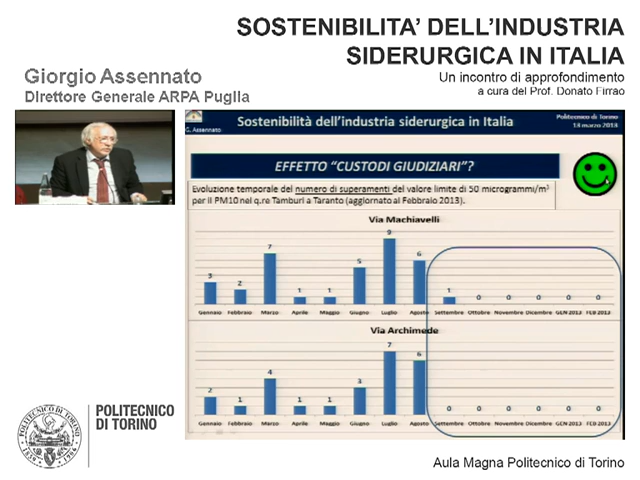 SOSTENIBILITA’ DELL’INDUSTRIA
SIDERURGICA IN ITALIA
Un incontro di approfondimento
a cura del Prof. Donato Firrao
Giorgio Assennato
Direttore Generale ARPA Puglia
G. Assennato
Sostenibilità dell'industria siderurgica in Italia
Politecnico di Torino
18 marzo 2013
EFFETTO “CUSTODI GIUDIZIARI”?
Evoluzione temporale del numero di superamenti del valore limite di 50 microgrammi/m³
per il PM10 nel q.re Tamburi a Taranto (aggiornato al Febbraio 2013).
Via Machiavelli
3 2 7 1 1 5 9 6 1 0 0 0 0 0
Gennaio Febbraio Marzo Aprile Maggio Giugno Luglio Agosto Settembre Ottobre Novembre Dicembre GEN 2013 FEB 2013
Via Archimede
2 1 4 1 1 3 7 6 0 0 0 0 0 0
Gennaio Febbraio Marzo Aprile Maggio Giugno Luglio Agosto Settembre Ottobre Novembre Dicembre GEN 2013 FEB 2013
POLITECNICO
DI TORINO
Aula Magna Politecnico di Torino